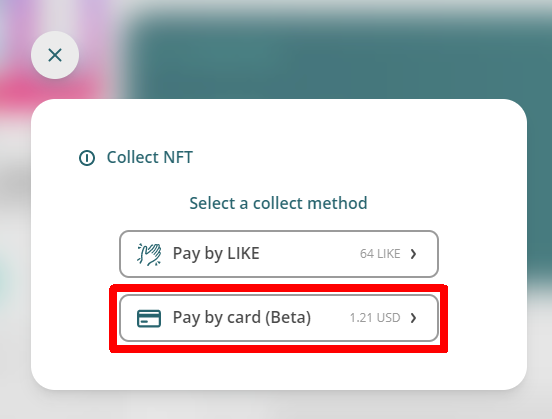 Collect NFT
Select a collect method
Pay by LIKE 64 LIKE
Pay by card (Beta) 1.21 USD